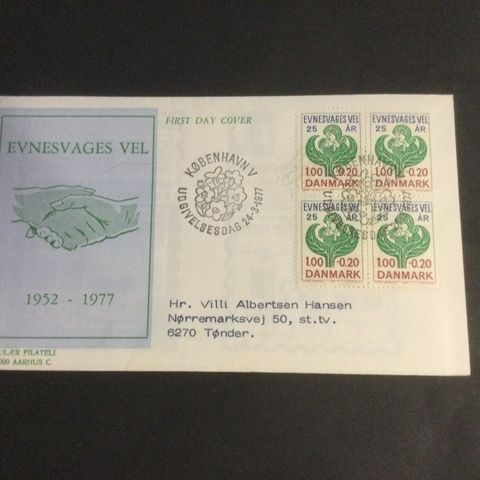 FIRST DAY COVER
EVNESVAGES VEL
1952 - 1977
PILATELI
000 AARHUS C
KØBENHAVN V
UDGIVELSESDAG 24-3-1977
EVNESVAGES VEL
25 ÅR
1.00+0.20
DANMARK
EVNESVAGES VEL
25 ÅR
1.00+0.20
DANMARK
EVNESVAGES VEL
25 ÅR
1.00+0.20
DANMARK
EVNESVAGES VEL
25 ÅR
1.00+0.20
DANMARK
KØBENHAVN V
Hr. Villi Albertsen Hansen
Nørremarksvej 50, st.tv.
6270 Tønder.